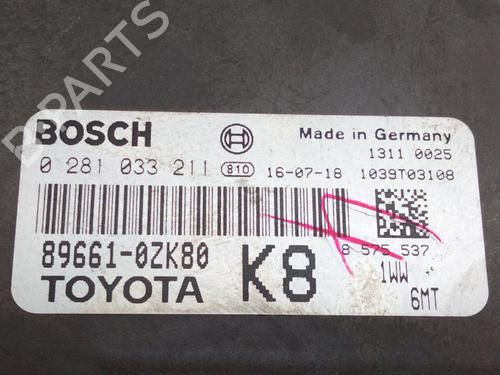 B PARTS
BOSCH
Made in Germany
1311 0025
0 281 033 211 810 16-07-18 1039T03108
8 575 537
89661-0ZK80
K8
1WW
TOYOTA
6MT